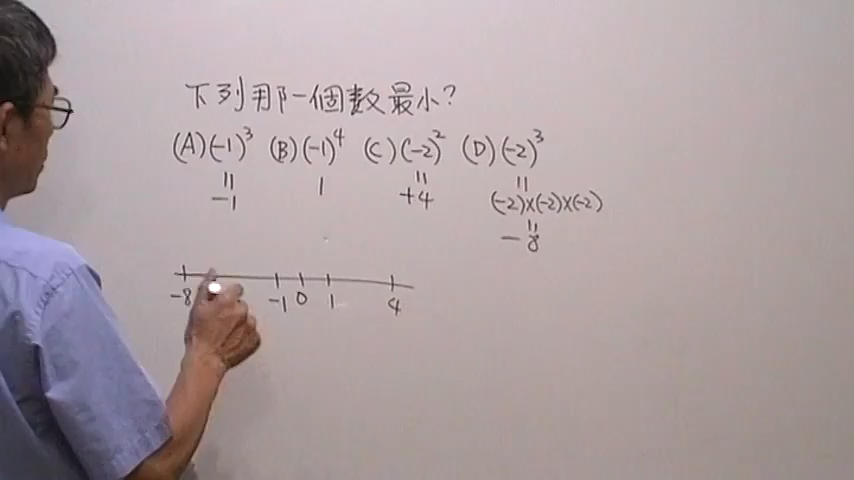 下列那一個數最小?
(A)(-1)³ (B)(-1)⁴ (C)(-2)² (D)(-2)³
= 1 = =
-1 +4 (-2)×(-2)×(-2)
=
-8
-8 -1 0 1 4